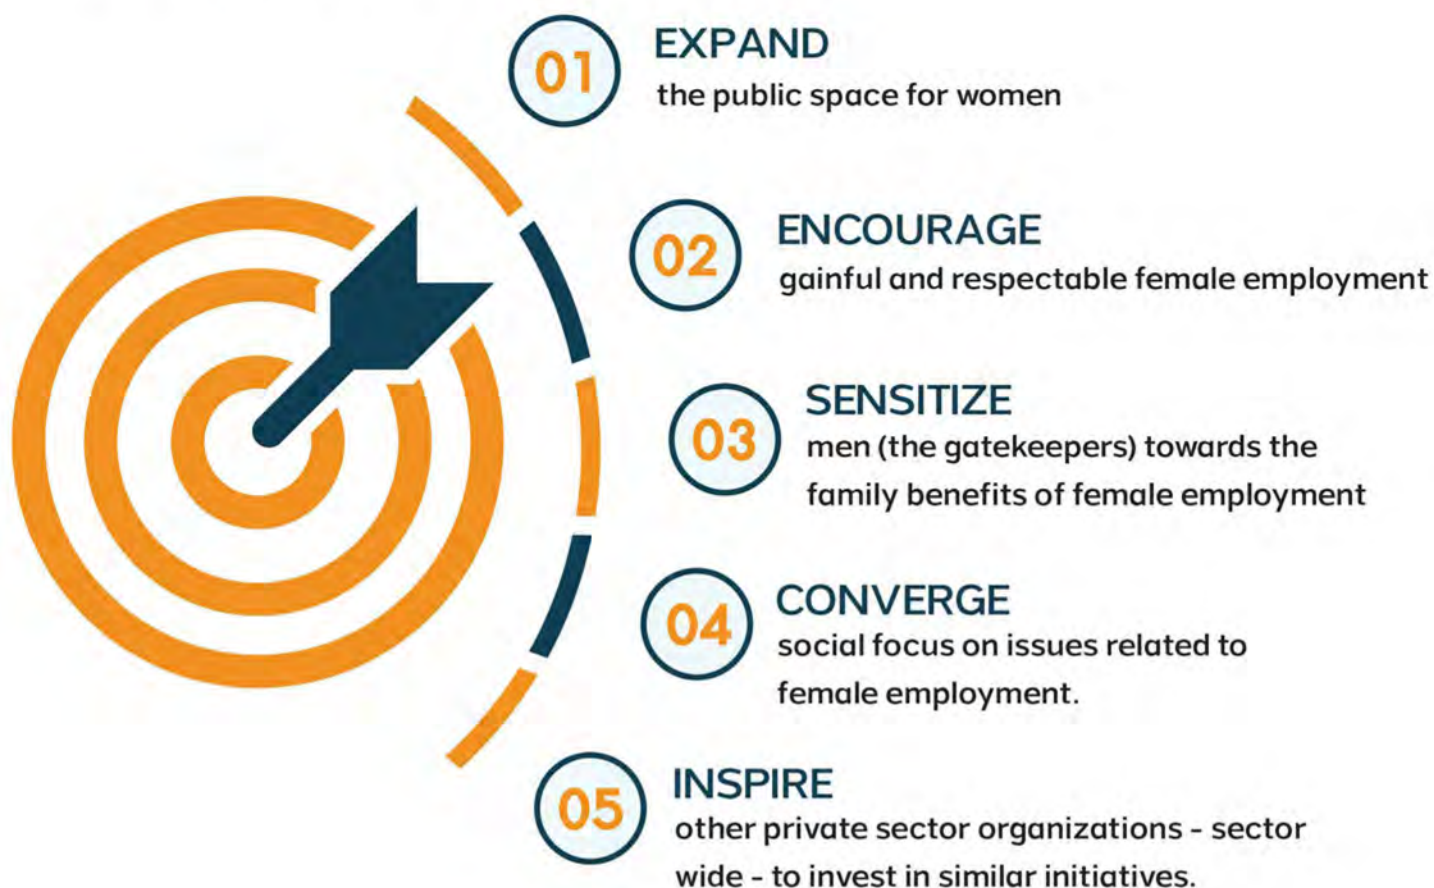 01
EXPAND
the public space for women
02
ENCOURAGE
gainful and respectable female employment
03
SENSITIZE
men (the gatekeepers) towards the
family benefits of female employment
04
CONVERGE
social focus on issues related to
female employment.
05
INSPIRE
other private sector organizations - sector
wide - to invest in similar initiatives.